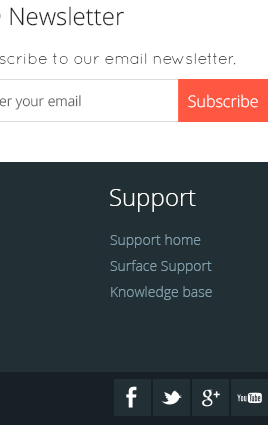 Newsletter
scribe to our email newsletter.
er your email
Subscribe
Support
Support home
Surface Support
Knowledge base
f
g+
You Tube